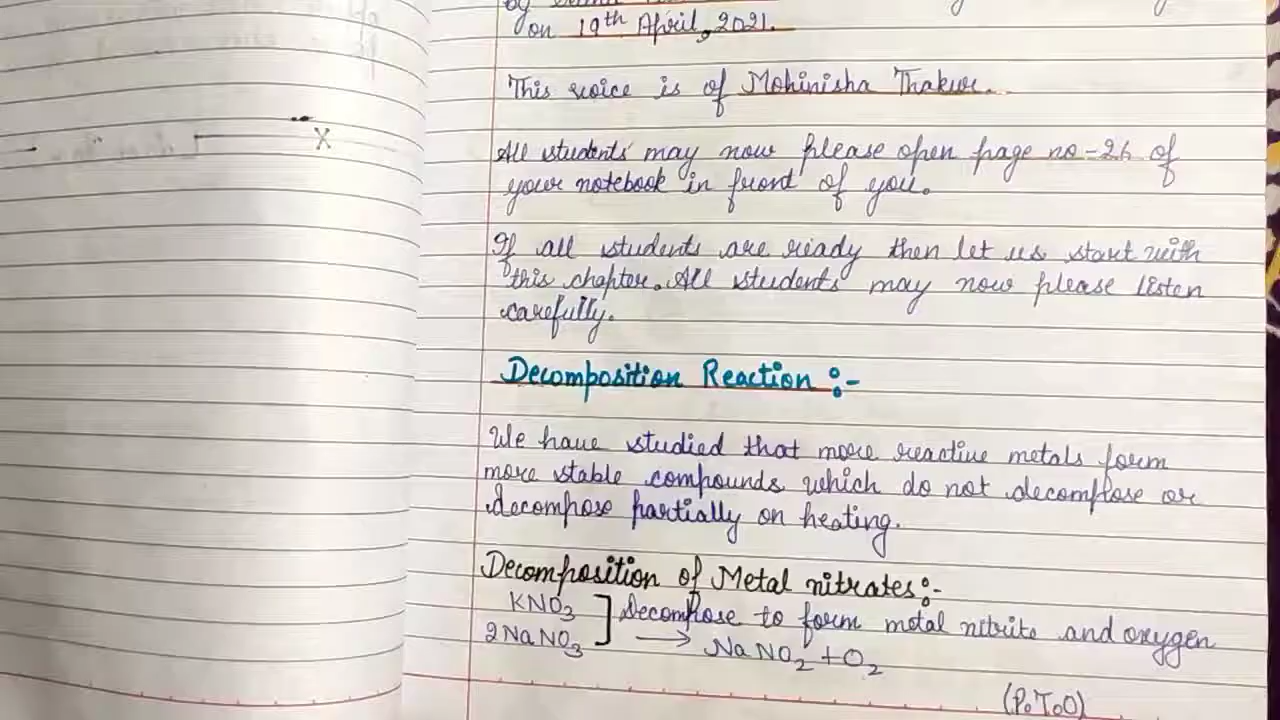 by
on 19th April, 2021.
This voice is of Mohinisha Thakur.
All students may now please open page no-26 of
your notebook in front of you.
If all students are ready then let us start with
this chapter. All students may now please listen
carefully.
Decomposition Reaction :-
We have studied that more reactive metals form
more stable compounds which do not decompose or
decompose partially on heating.
Decomposition of Metal nitrates:-
KNO₃ ] Decompose to form metal nitrite and oxygen
2NaNO₃ ] → NaNO₂ + O₂
(P.T.O)
X